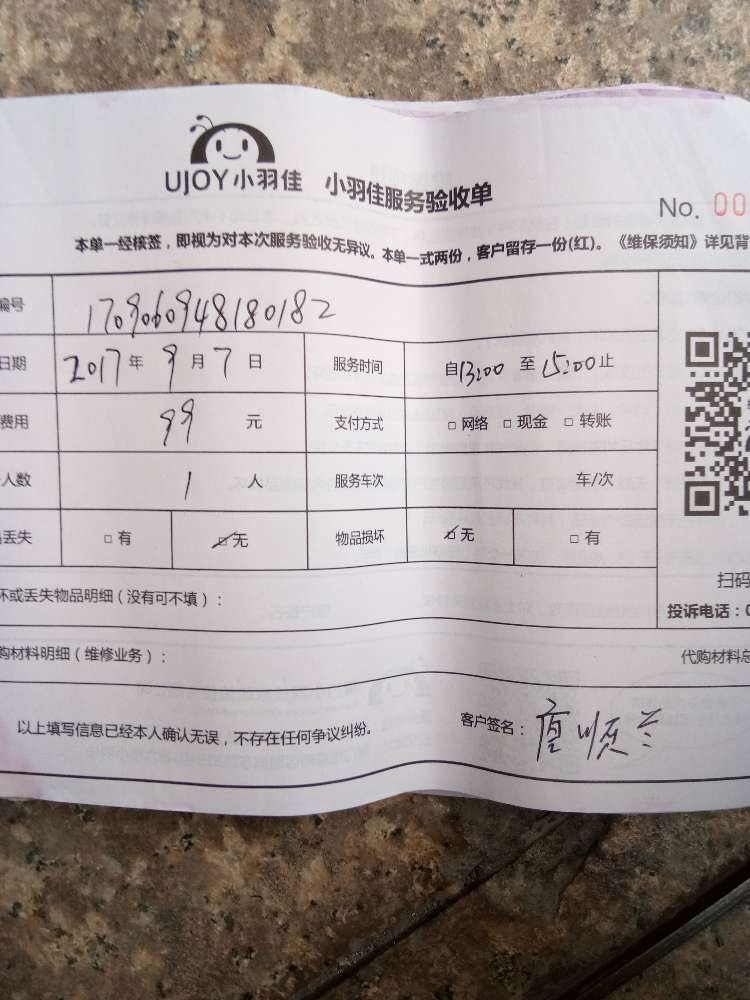 UJOY小羽佳 小羽佳服务验收单
No. 00
本单一经核签，即视为对本次服务验收无异议。本单一式两份，客户留存一份(红)。《维保须知》详见背
编号 1709060948180182
日期 2017年9月7日 服务时间 自13:00 至 15:00止
费用 99 元 支付方式 □ 网络 □ 现金 □ 转账
人数 1 人 服务车次 车/次
丢失 □ 有 □ 无 物品损坏 □ 无 □ 有
坏或丢失物品明细（没有可不填）：
扫码
投诉电话：0
购材料明细（维修业务）： 代购材料总
以上填写信息已经本人确认无误，不存在任何争议纠纷。 客户签名：